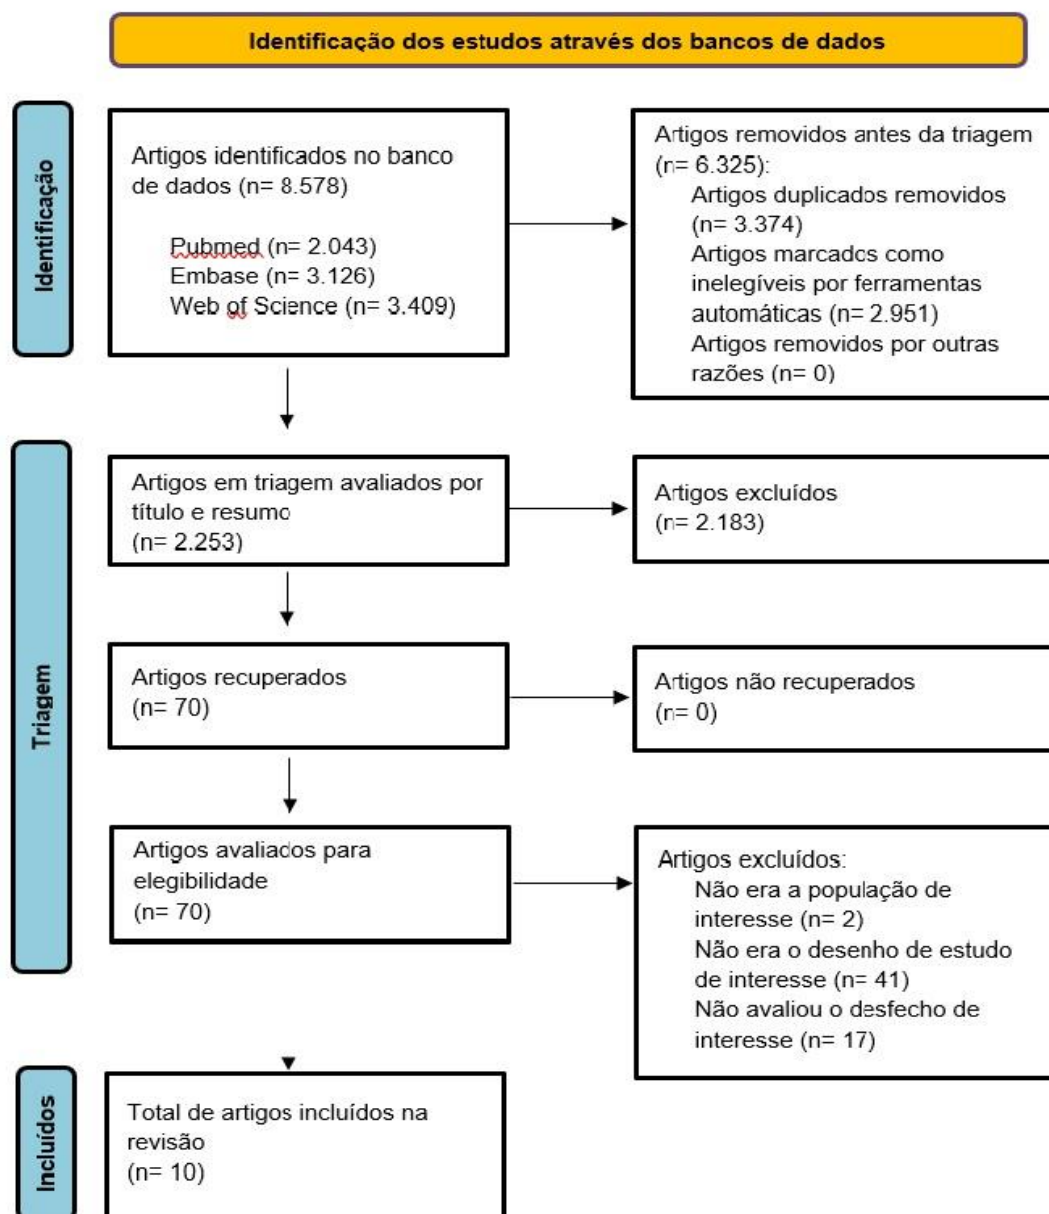 Identificação dos estudos através dos bancos de dados
Identificação
Artigos identificados no banco
de dados (n= 8.578)
Pubmed (n= 2.043)
Embase (n= 3.126)
Web of Science (n= 3.409)
Artigos removidos antes da triagem
(n= 6.325):
Artigos duplicados removidos
(n= 3.374)
Artigos marcados como
inelegíveis por ferramentas
automáticas (n= 2.951)
Artigos removidos por outras
razões (n= 0)
Triagem
Artigos em triagem avaliados por
título e resumo
(n= 2.253)
Artigos excluídos
(n= 2.183)
Artigos recuperados
(n= 70)
Artigos não recuperados
(n= 0)
Artigos avaliados para
elegibilidade
(n= 70)
Artigos excluídos:
Não era a população de
interesse (n= 2)
Não era o desenho de estudo
de interesse (n= 41)
Não avaliou o desfecho de
interesse (n= 17)
Incluídos
Total de artigos incluídos na
revisão
(n= 10)